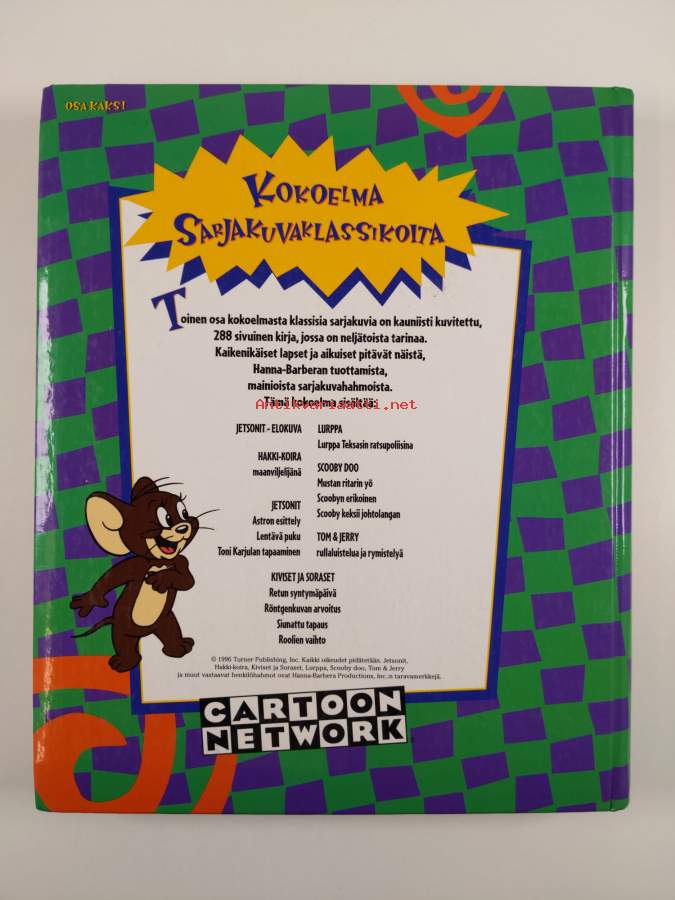 OSA KAKSI
KOKOELMA
SARJAKUVAKLASSIKOITA
Toinen osa kokoelmasta klassisia sarjakuvia on kauniisti kuvitettu,
288 sivuinen kirja, jossa on neljätoista tarinaa.
Kaikenikäiset lapset ja aikuiset pitävät näistä,
Hanna-Barberan tuottamista,
mainioista sarjakuvahahmoista.
Tämä kokoelma sisältää:
Antikvariaatti.net
JETSONIT - ELOKUVA
HAKKI-KOIRA
maanviljelijänä
JETSONIT
Astron esittely
Lentävä puku
Toni Karjulan tapaaminen
LURPPA
Lurppa Teksasin ratsupoliisina
SCOOBY DOO
Mustan ritarin yö
Scoobyn erikoinen
Scooby keksii johtolangan
TOM & JERRY
rullaluistelua ja rymistelyä
KIVISET JA SORASET
Retun syntymäpäivä
Röntgenkuvan arvoitus
Siunattu tapaus
Roolien vaihto
© 1996 Turner Publishing, Inc. Kaikki oikeudet pidätetään. Jetsonit,
Hakki-koira, Kiviset ja Soraset, Lurppa, Scooby doo, Tom & Jerry
ja muut vastaavat henkilöhahmot ovat Hanna-Barbera Productions, Inc.:n tavaramerkkejä.
CARTOON
NETWORK